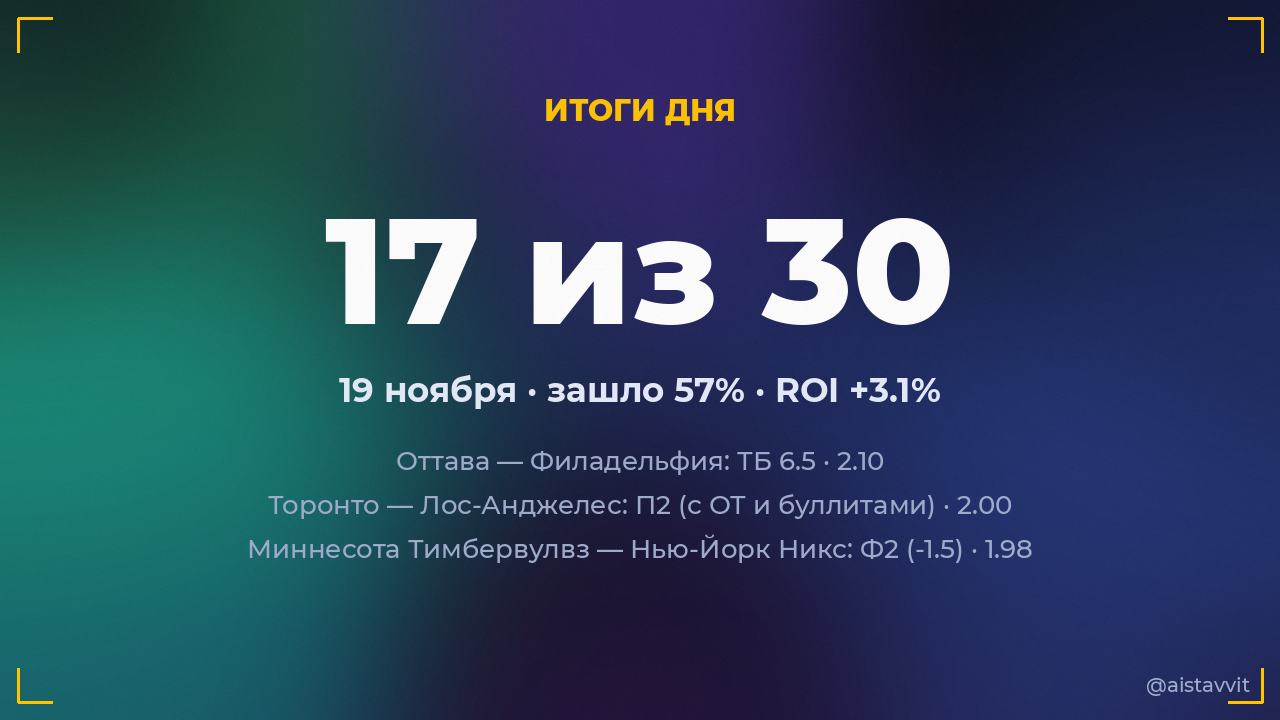 ИТОГИ ДНЯ
17 из 30
19 ноября · зашло 57% · ROI +3.1%
Оттава — Филадельфия: ТБ 6.5 · 2.10
Торонто — Лос-Анджелес: П2 (с ОТ и буллитами) · 2.00
Миннесота Тимбервулвз — Нью-Йорк Никс: Ф2 (-1.5) · 1.98
@aistavvit